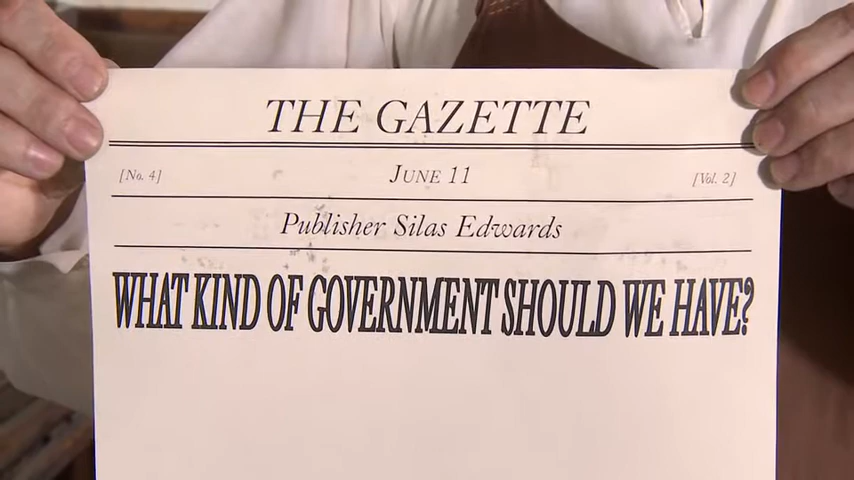 THE GAZETTE
[No. 4] JUNE 11 [Vol. 2]
Publisher Silas Edwards
WHAT KIND OF GOVERNMENT SHOULD WE HAVE?